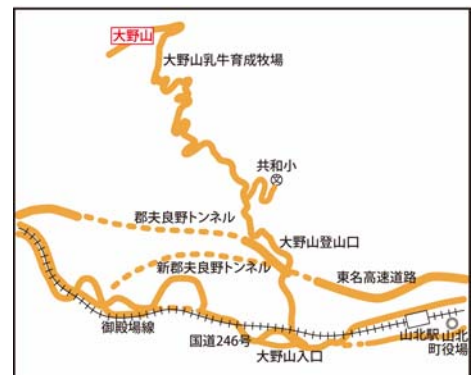 大野山
大野山乳牛育成牧場
共和小
郡夫良野トンネル
大野山登山口
新郡夫良野トンネル
東名高速道路
御殿場線
国道246号
大野山入口
山北駅
山北
町役場